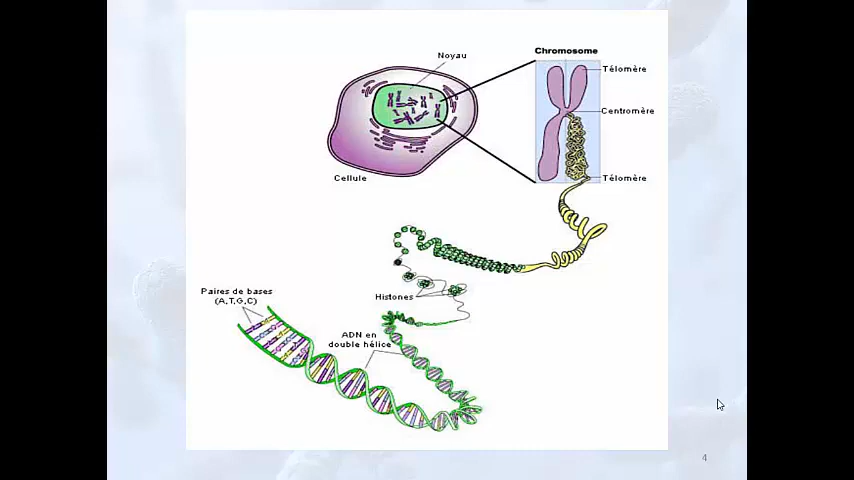 Chromosome
Noyau
Télomère
Centromère
Cellule
Télomère
Paires de bases
(A,T,G,C)
Histones
ADN en
double hélice
4